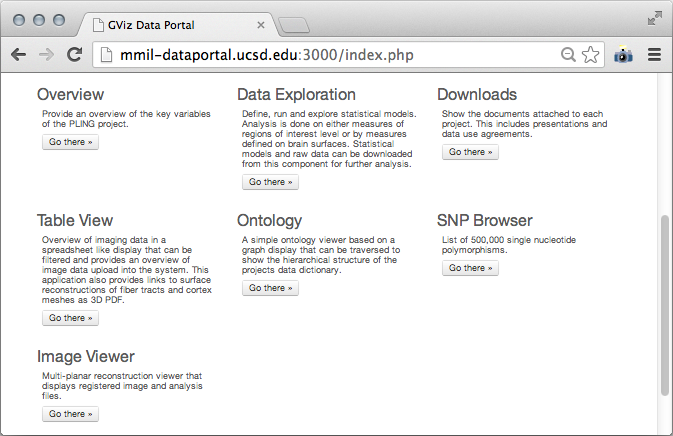 GViz Data Portal
mmil-dataportal.ucsd.edu:3000/index.php
Overview
Provide an overview of the key variables
of the PLING project.
Go there »
Data Exploration
Define, run and explore statistical models.
Analysis is done on either measures of
regions of interest level or by measures
defined on brain surfaces. Statistical
models and raw data can be downloaded
from this component for further analysis.
Go there »
Downloads
Show the documents attached to each
project. This includes presentations and
data use agreements.
Go there »
Table View
Overview of imaging data in a
spreadsheet like display that can be
filtered and provides an overview of
image data upload into the system. This
application also provides links to surface
reconstructions of fiber tracts and cortex
meshes as 3D PDF.
Go there »
Ontology
A simple ontology viewer based on a
graph display that can be traversed to
show the hierarchical structure of the
projects data dictionary.
Go there »
SNP Browser
List of 500,000 single nucleotide
polymorphisms.
Go there »
Image Viewer
Multi-planar reconstruction viewer that
displays registered image and analysis
files.
Go there »